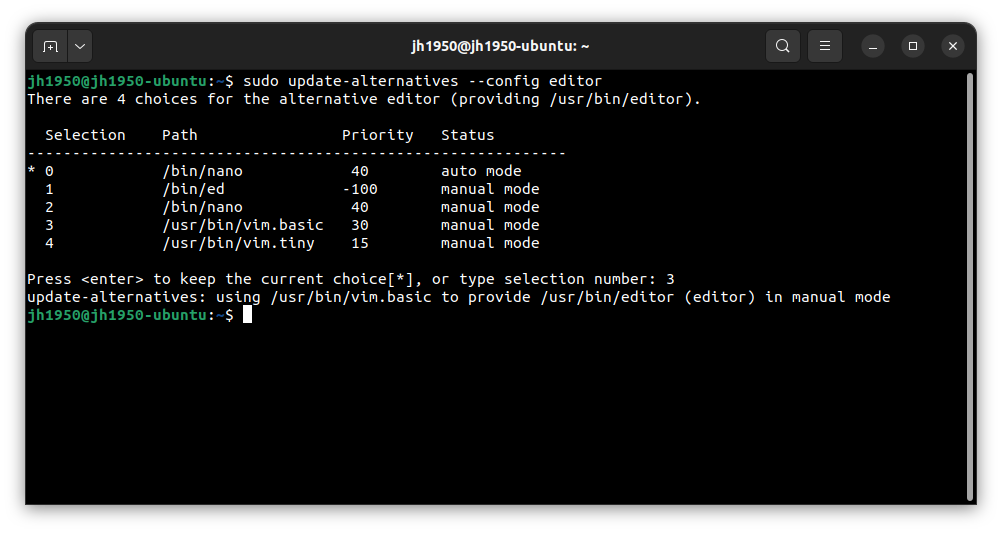 jh1950@jh1950-ubuntu: ~
jh1950@jh1950-ubuntu:~$ sudo update-alternatives --config editor
There are 4 choices for the alternative editor (providing /usr/bin/editor).
  Selection    Path                Priority   Status
------------------------------------------------------------
* 0            /bin/nano            40        auto mode
  1            /bin/ed             -100       manual mode
  2            /bin/nano            40        manual mode
  3            /usr/bin/vim.basic   30        manual mode
  4            /usr/bin/vim.tiny    15        manual mode
Press <enter> to keep the current choice[*], or type selection number: 3
update-alternatives: using /usr/bin/vim.basic to provide /usr/bin/editor (editor) in manual mode
jh1950@jh1950-ubuntu:~$